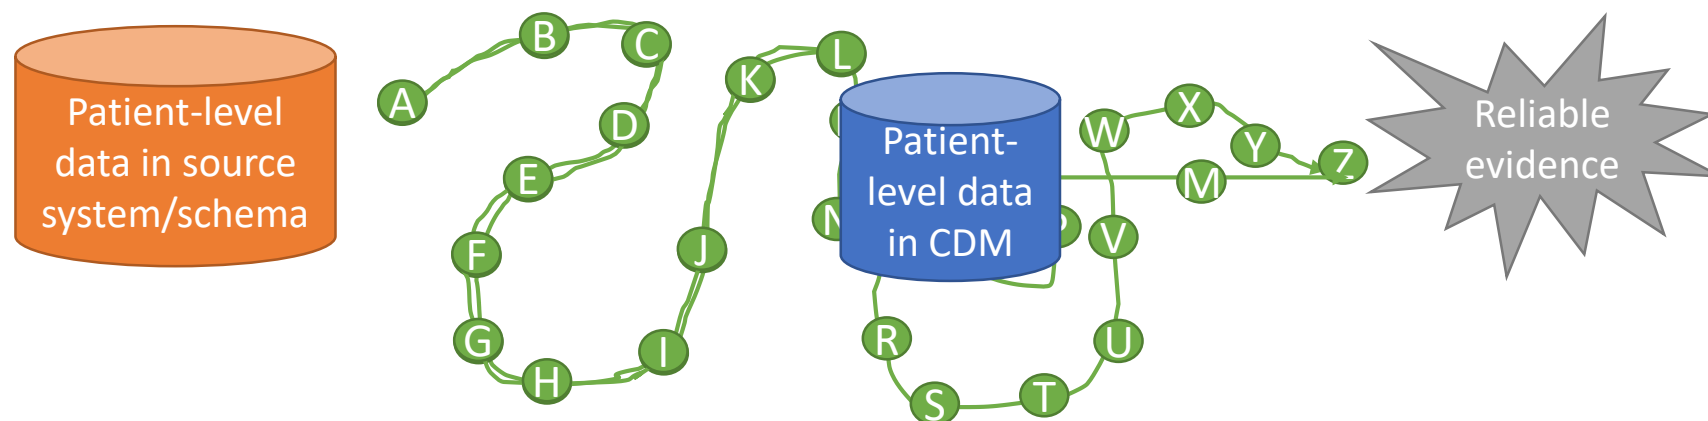 Patient-level
data in source
system/schema
A
B
C
D
E
F
G
H
I
J
K
L
Patient-
level data
in CDM
N
R
S
T
U
V
W
X
Y
Z
M
Reliable
evidence